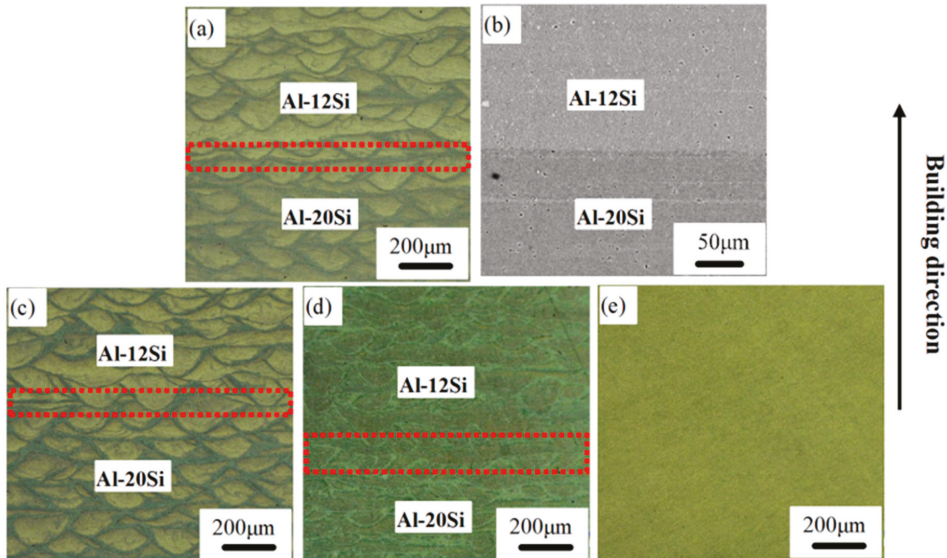 (a)
Al-12Si
Al-20Si
200μm
(b)
Al-12Si
Al-20Si
50μm
(c)
Al-12Si
Al-20Si
200μm
(d)
Al-12Si
Al-20Si
200μm
(e)
200μm
Building direction